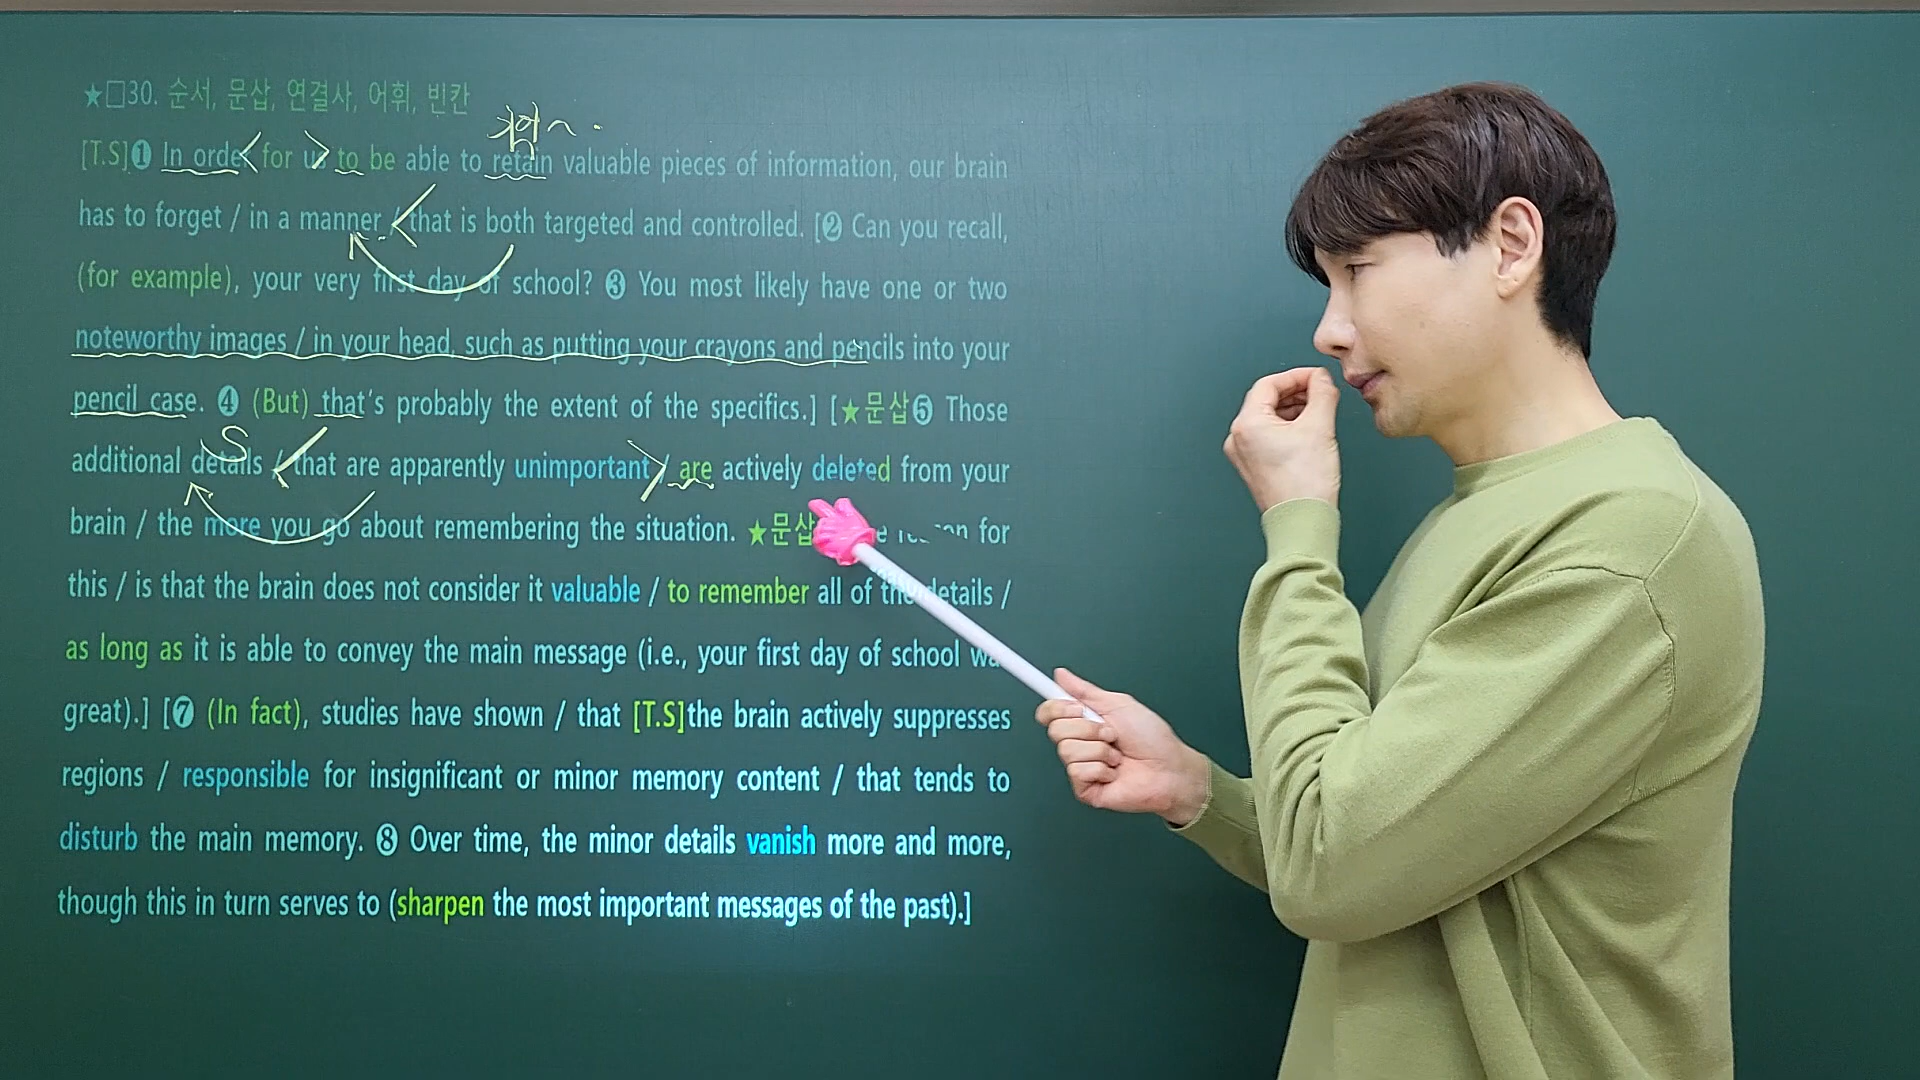 ★□30. 순서, 문삽, 연결사, 어휘, 빈칸
[T.S]❶ In orde< for us > to be able to retain valuable pieces of information, our brain
has to forget / in a manner / that is both targeted and controlled. [❷ Can you recall,
(for example), your very first day of school? ❸ You most likely have one or two
noteworthy images / in your head, such as putting your crayons and pencils into your
pencil case. ❹ (But) that's probably the extent of the specifics.] [★문삽❺ Those
S
additional details / that are apparently unimportant / are actively deleted from your
brain / the more you go about remembering the situation. ★문삽 for
this / is that the brain does not consider it valuable / to remember all of the details /
as long as it is able to convey the main message (i.e., your first day of school wa
great).] [❼ (In fact), studies have shown / that [T.S]the brain actively suppresses
regions / responsible for insignificant or minor memory content / that tends to
disturb the main memory. ❽ Over time, the minor details vanish more and more,
though this in turn serves to (sharpen the most important messages of the past).]